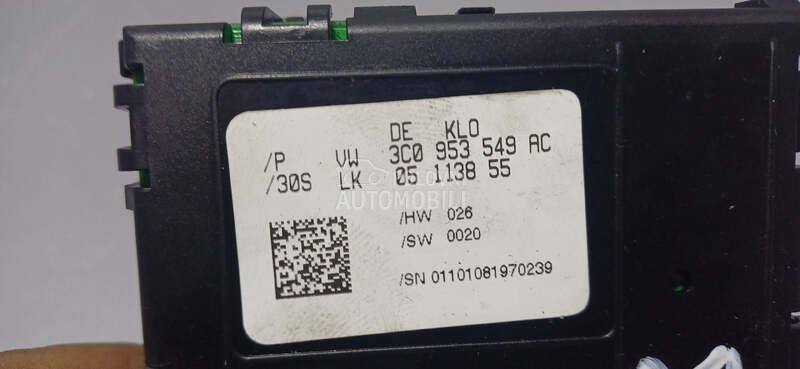 DE KLO
/P VW 3C0 953 549 AC
/30S LK 05 1138 55
AUTOMOBILI
/HW 026
/SW 0020
/SN 01101081970239